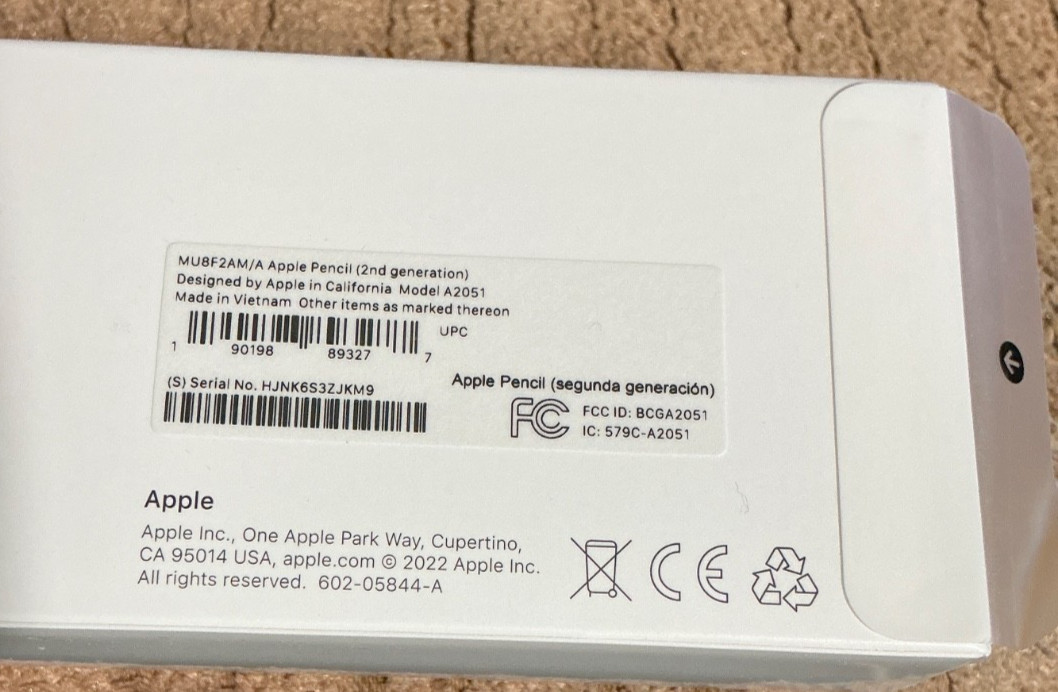 MU8F2AM/A Apple Pencil (2nd generation)
Designed by Apple in California Model A2051
Made in Vietnam Other items as marked thereon
UPC
1 90198 89327 7
(S) Serial No. HJNK6S3ZJKM9
Apple Pencil (segunda generación)
FC
FCC ID: BCGA2051
IC: 579C-A2051
Apple
Apple Inc., One Apple Park Way, Cupertino,
CA 95014 USA, apple.com © 2022 Apple Inc.
All rights reserved. 602-05844-A
CE